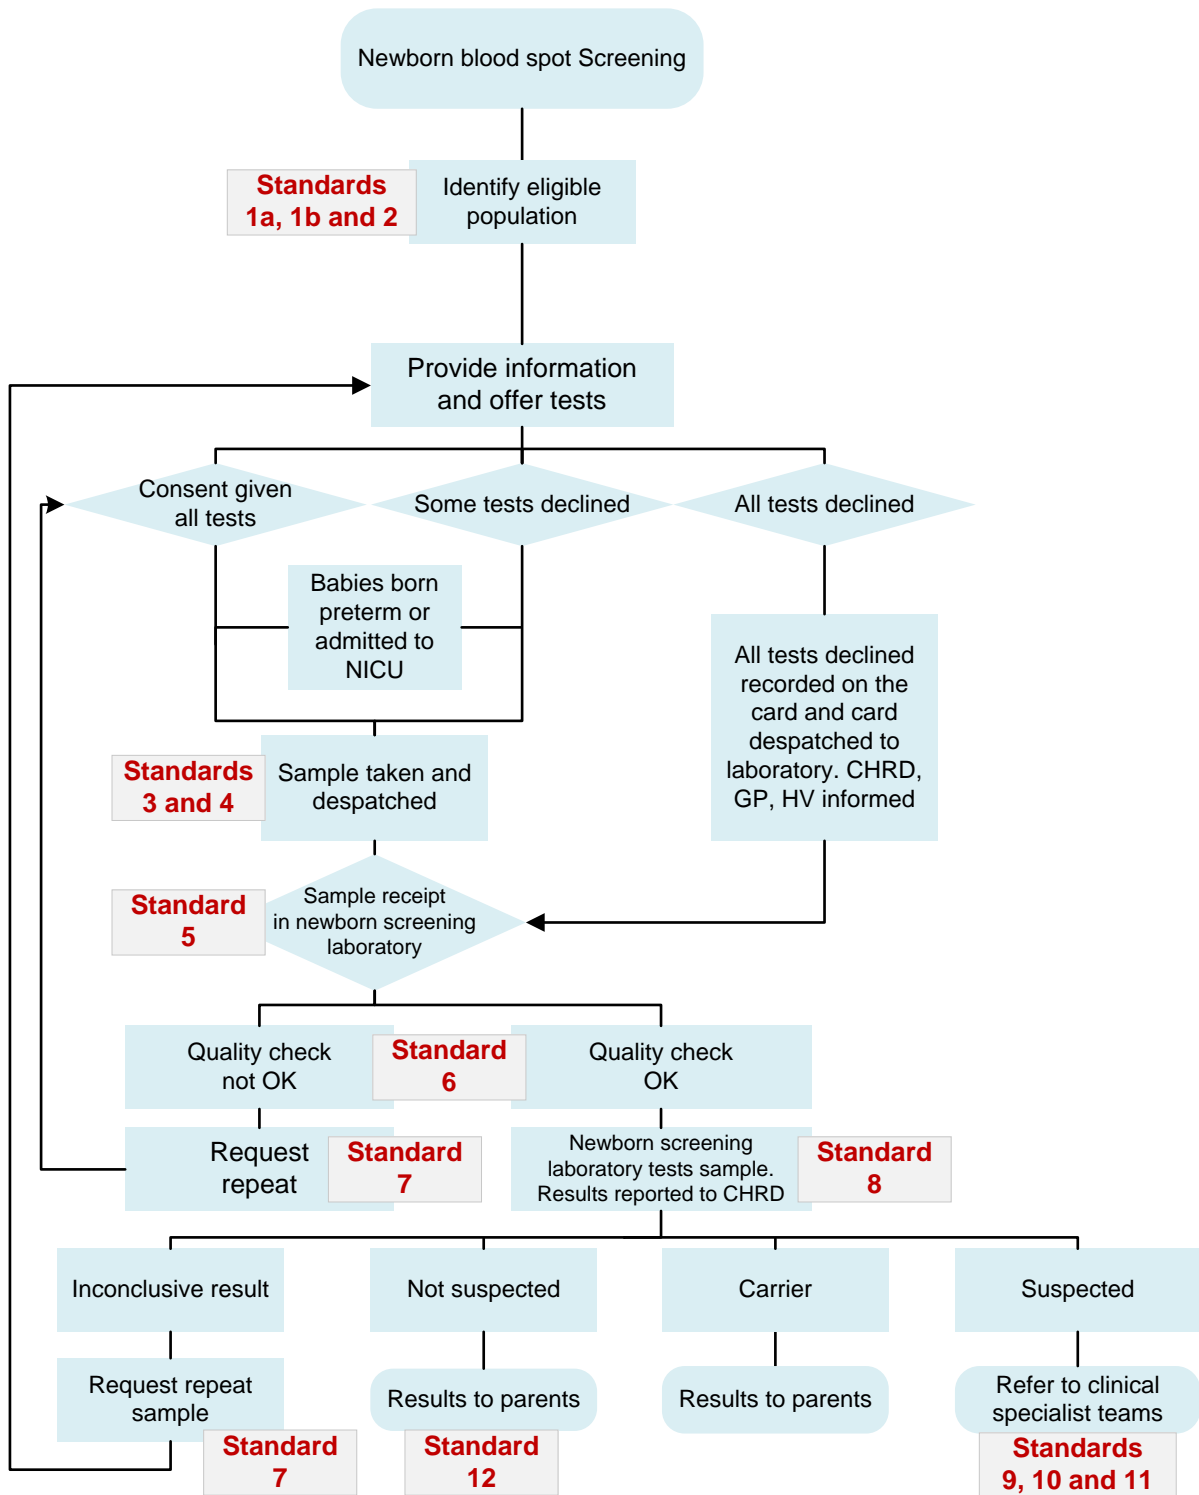 Newborn blood spot Screening
Standards
1a, 1b and 2
Identify eligible
population
Provide information
and offer tests
Consent given
all tests
Some tests declined
All tests declined
Babies born
preterm or
admitted to
NICU
All tests declined
recorded on the
card and card
despatched to
laboratory. CHRD,
GP, HV informed
Standards
3 and 4
Sample taken and
despatched
Standard
5
Sample receipt
in newborn screening
laboratory
Quality check
not OK
Standard
6
Quality check
OK
Request
repeat
Standard
7
Newborn screening
laboratory tests sample.
Results reported to CHRD
Standard
8
Inconclusive result
Not suspected
Carrier
Suspected
Request repeat
sample
Standard
7
Results to parents
Standard
12
Results to parents
Refer to clinical
specialist teams
Standards
9, 10 and 11